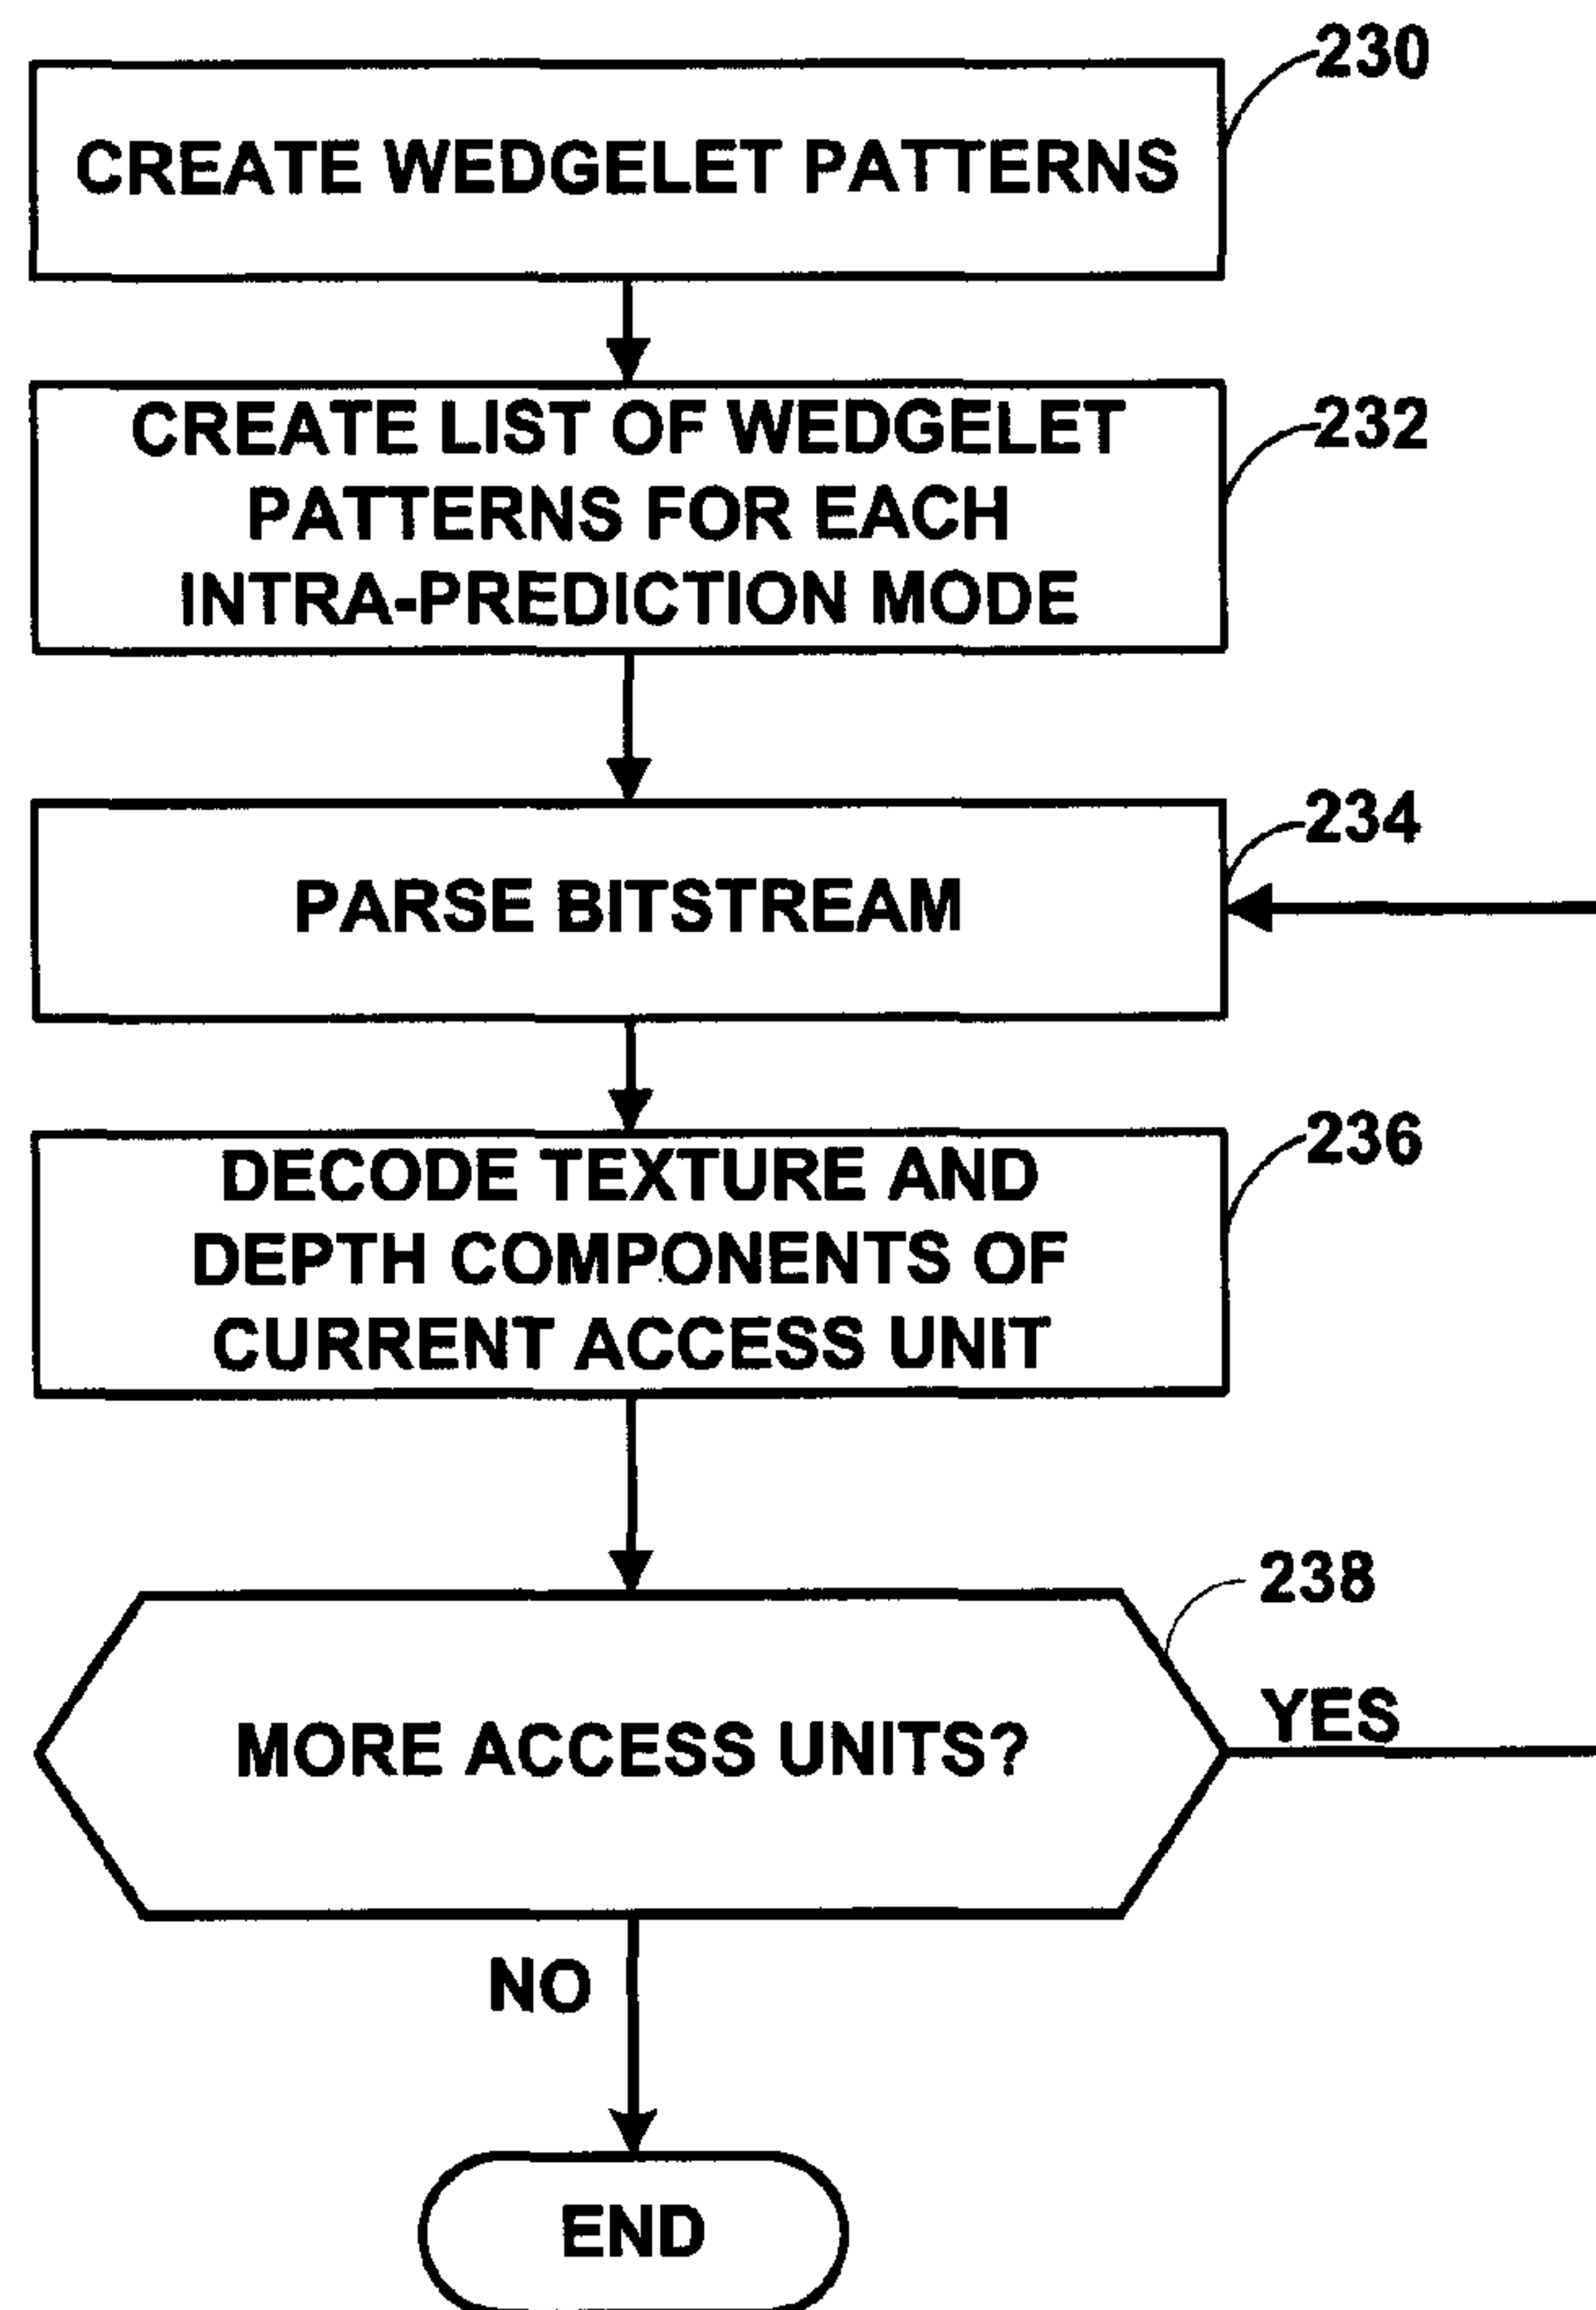 230
CREATE WEDGELET PATTERNS
232
CREATE LIST OF WEDGELET
PATTERNS FOR EACH
INTRA-PREDICTION MODE
234
PARSE BITSTREAM
236
DECODE TEXTURE AND
DEPTH COMPONENTS OF
CURRENT ACCESS UNIT
238
YES
MORE ACCESS UNITS?
NO
END